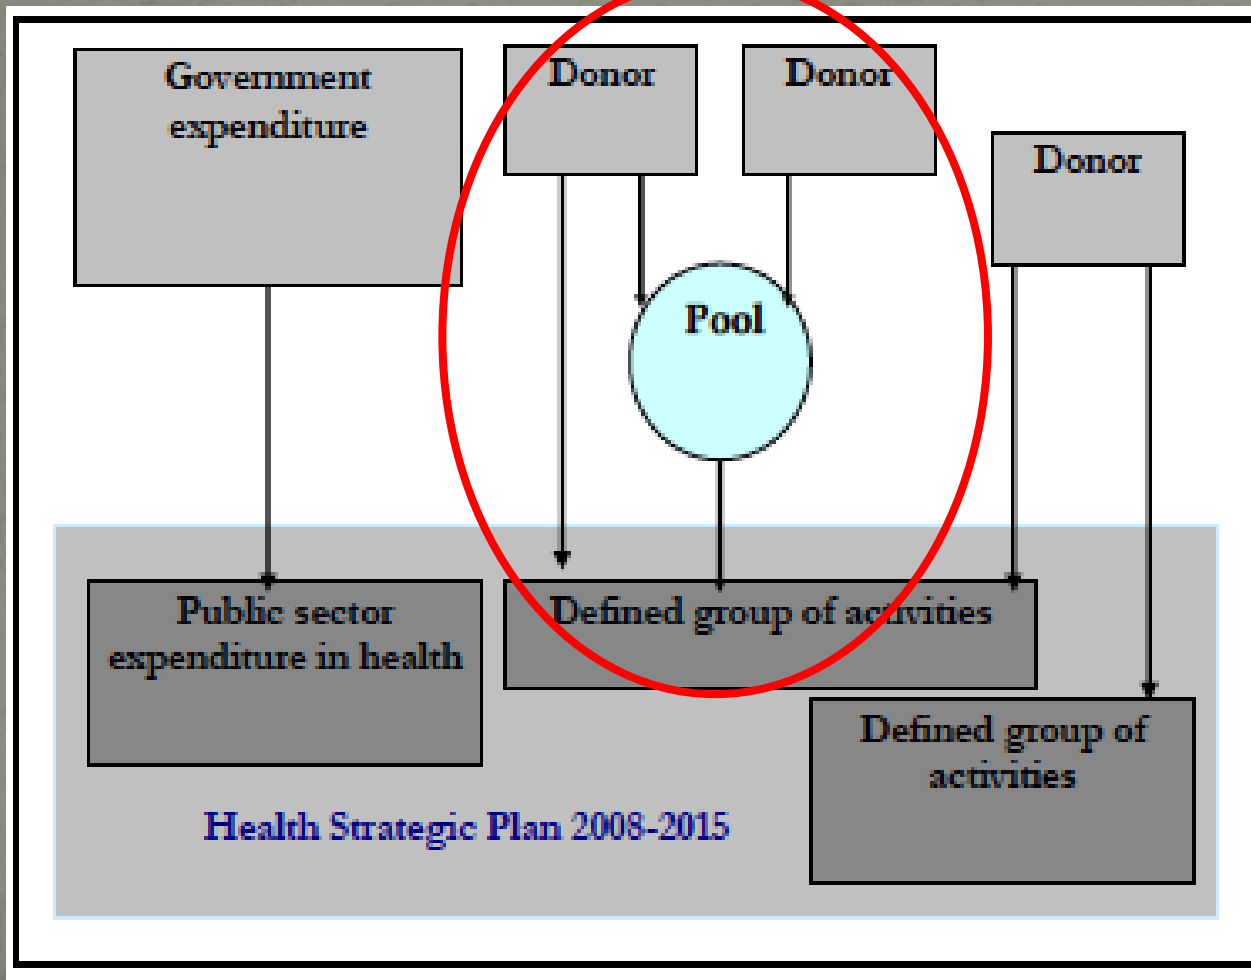 Government
expenditure
Donor
Donor
Donor
Pool
Public sector
expenditure in health
Defined group of activities
Defined group of
activities
Health Strategic Plan 2008-2015